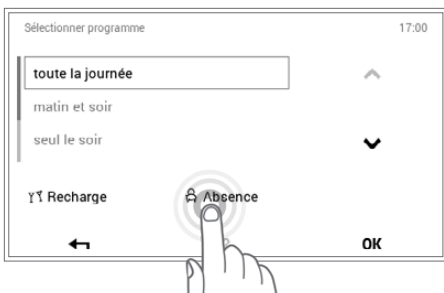 Sélectionner programme 17:00
toute la journée
matin et soir
seul le soir
Recharge Absence
OK